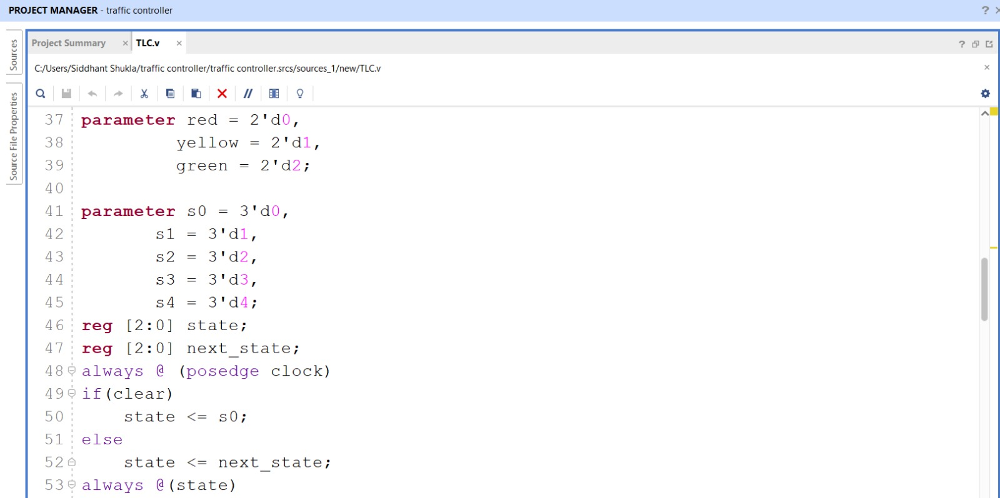 PROJECT MANAGER - traffic controller
Sources
Source File Properties
Project Summary
TLC.v
C:/Users/Siddhant Shukla/traffic controller/traffic controller.srcs/sources_1/new/TLC.v
37 parameter red = 2'd0,
38 yellow = 2'd1,
39 green = 2'd2;
40
41 parameter s0 = 3'd0,
42 s1 = 3'd1,
43 s2 = 3'd2,
44 s3 = 3'd3,
45 s4 = 3'd4;
46 reg [2:0] state;
47 reg [2:0] next_state;
48 always @ (posedge clock)
49 if(clear)
50 state <= s0;
51 else
52 state <= next_state;
53 always @(state)